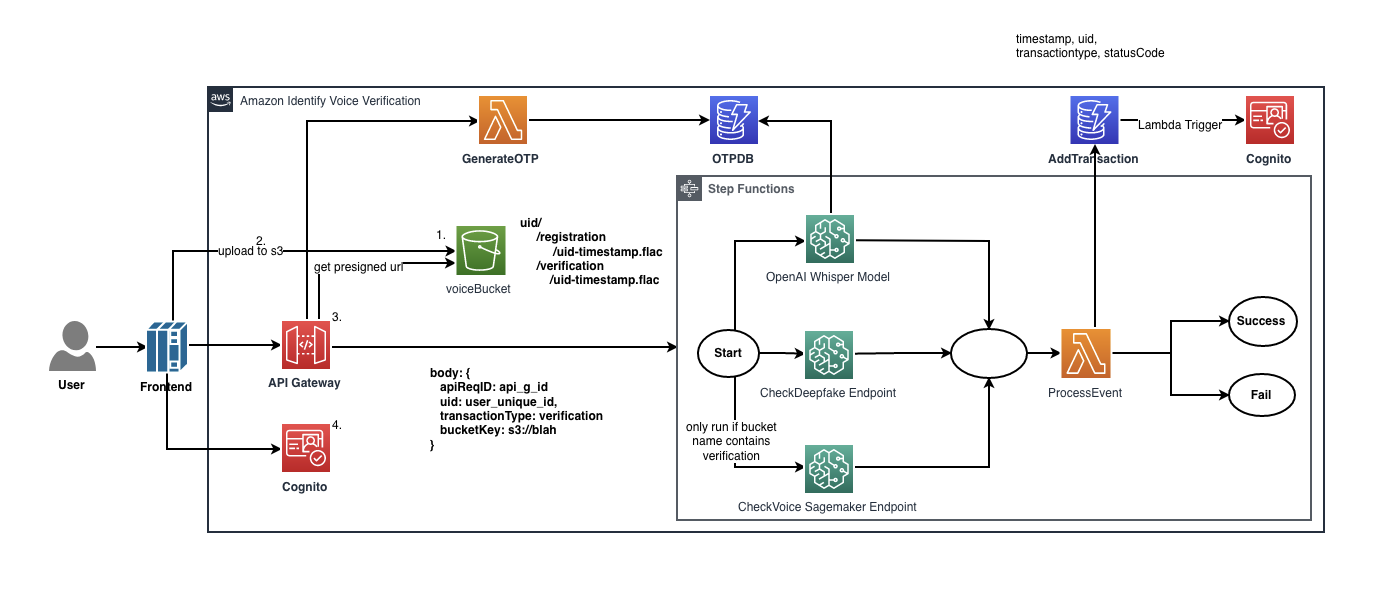 timestamp, uid,
transactiontype, statusCode
aws
Amazon Identify Voice Verification
GenerateOTP
OTPDB
AddTransaction
Lambda Trigger
Cognito
Step Functions
1.
uid/
/registration
/uid-timestamp.flac
/verification
/uid-timestamp.flac
2.
upload to s3
get presigned url
voiceBucket
OpenAI Whisper Model
3.
User
Frontend
API Gateway
Start
CheckDeepfake Endpoint
ProcessEvent
Success
Fail
body: {
apiReqID: api_g_id
uid: user_unique_id,
transactionType: verification
bucketKey: s3://blah
}
4.
Cognito
only run if bucket
name contains
verification
CheckVoice Sagemaker Endpoint